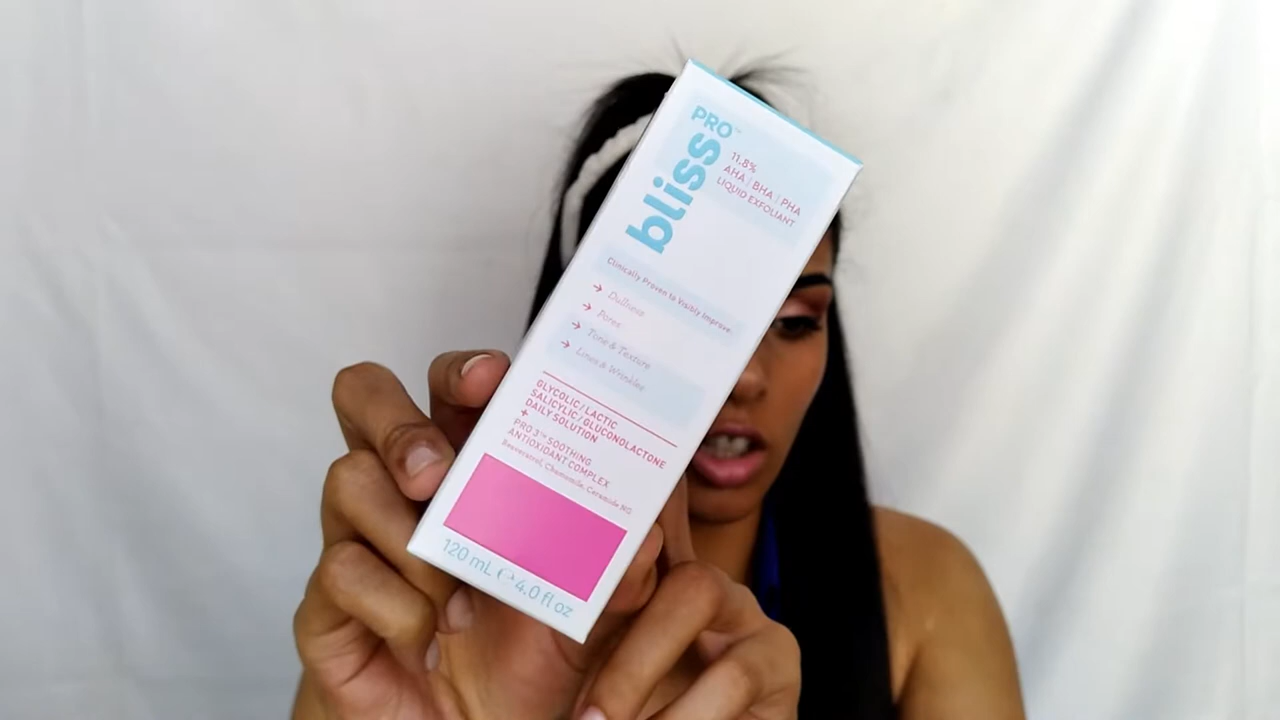 bliss PRO™
11.8%
AHA | BHA | PHA
LIQUID EXFOLIANT
Clinically Proven to Visibly Improve:
→ Dullness
→ Pores
→ Tone & Texture
→ Lines & Wrinkles
GLYCOLIC / LACTIC
SALICYLIC / GLUCONOLACTONE
DAILY SOLUTION
+
PRO 3™ SOOTHING
ANTIOXIDANT COMPLEX
Resveratrol, Chamomile, Ceramide NG
120 mL ℮ 4.0 fl oz